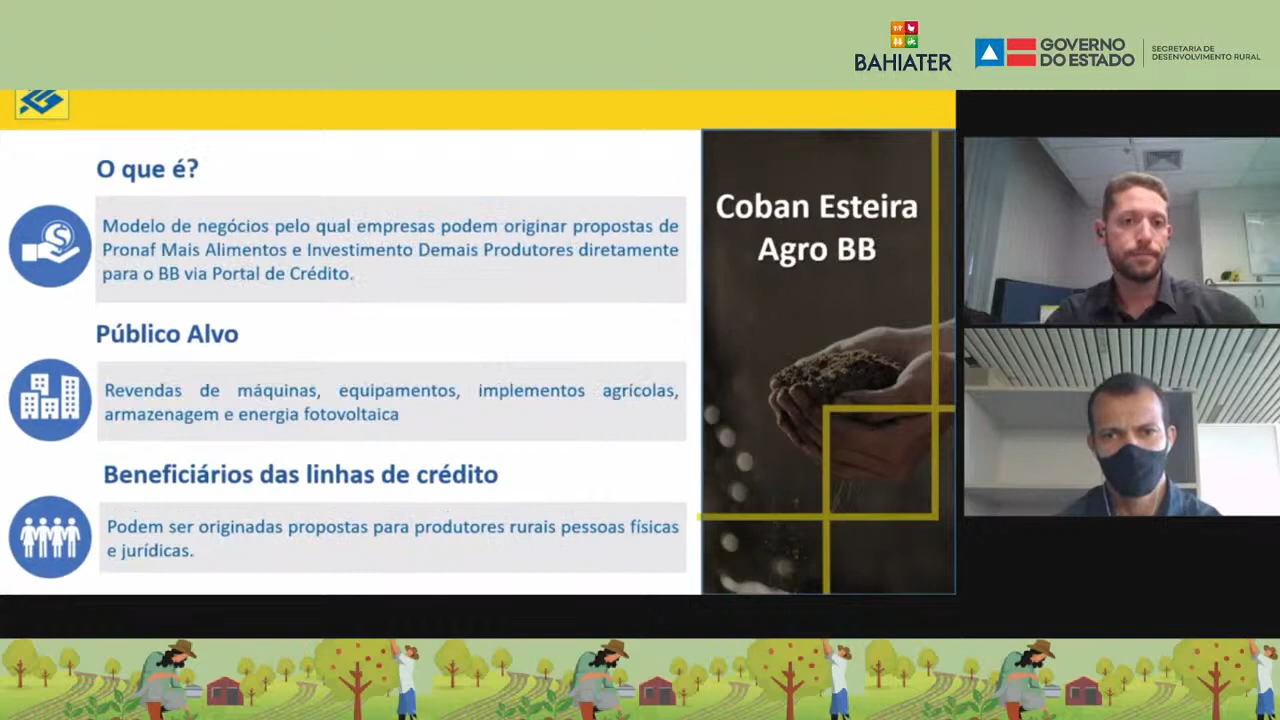 BAHIATER
GOVERNO
DO ESTADO
SECRETARIA DE
DESENVOLVIMENTO RURAL
O que é?
Modelo de negócios pelo qual empresas podem originar propostas de
Pronaf Mais Alimentos e Investimento Demais Produtores diretamente
para o BB via Portal de Crédito.
Público Alvo
Revendas de máquinas, equipamentos, implementos agrícolas,
armazenagem e energia fotovoltaica
Beneficiários das linhas de crédito
Podem ser originadas propostas para produtores rurais pessoas físicas
e jurídicas.
Coban Esteira
Agro BB